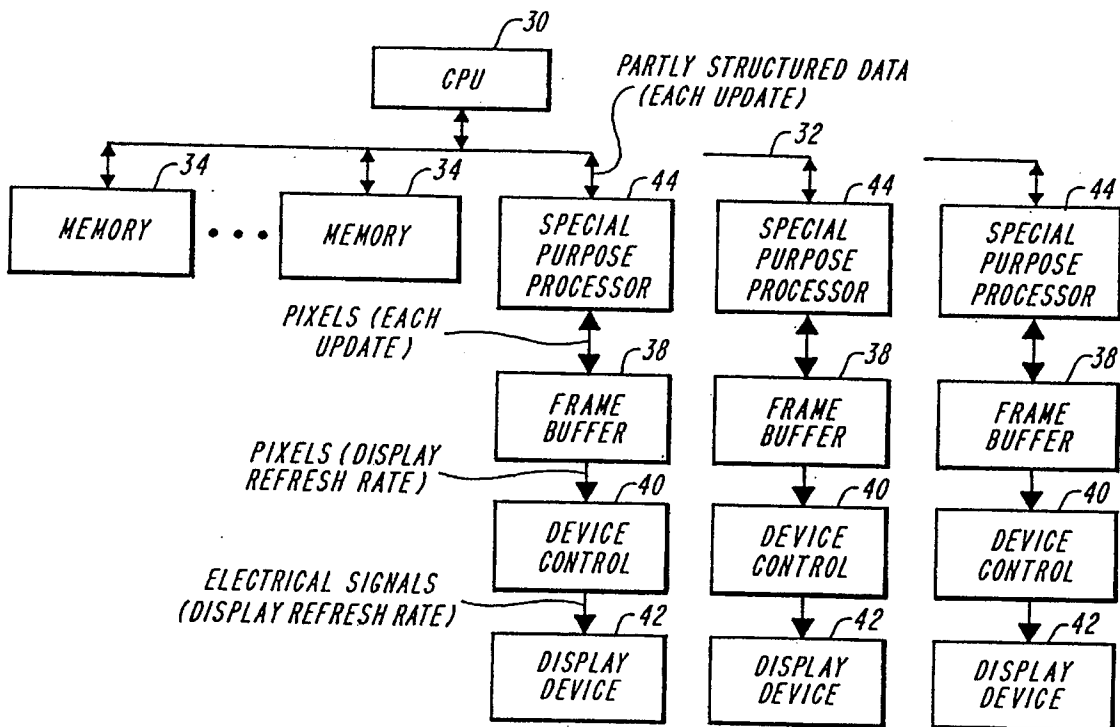 30
CPU
PARTLY STRUCTURED DATA
(EACH UPDATE)
32
34
MEMORY
34
MEMORY
44
SPECIAL
PURPOSE
PROCESSOR
44
SPECIAL
PURPOSE
PROCESSOR
44
SPECIAL
PURPOSE
PROCESSOR
PIXELS (EACH
UPDATE)
38
FRAME
BUFFER
38
FRAME
BUFFER
38
FRAME
BUFFER
PIXELS (DISPLAY
REFRESH RATE)
40
DEVICE
CONTROL
40
DEVICE
CONTROL
40
DEVICE
CONTROL
ELECTRICAL SIGNALS
(DISPLAY REFRESH RATE)
42
DISPLAY
DEVICE
42
DISPLAY
DEVICE
42
DISPLAY
DEVICE